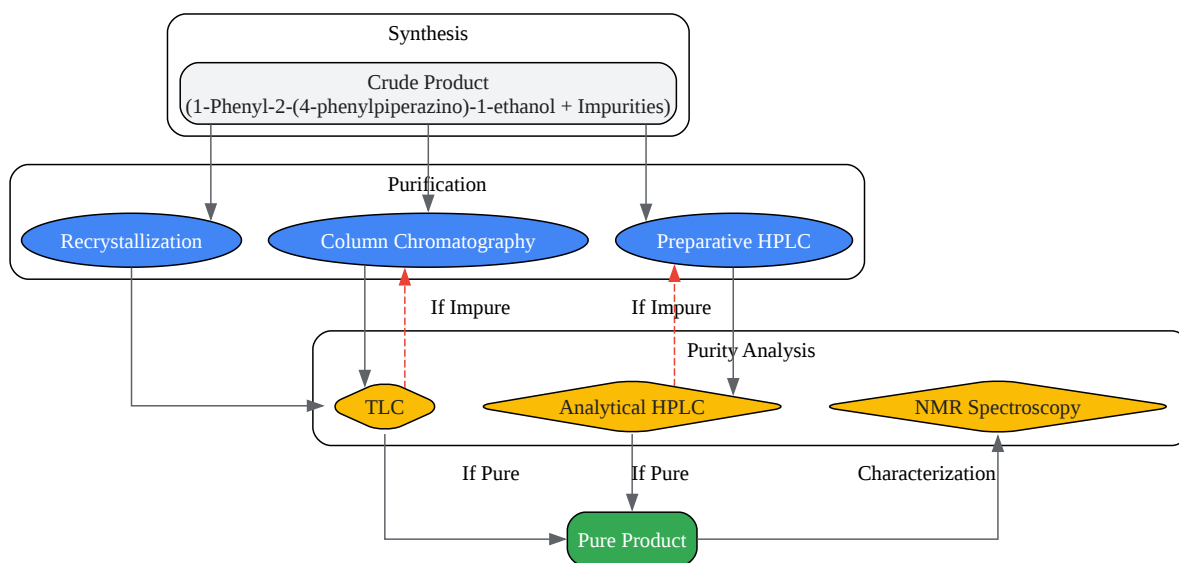 Synthesis
Crude Product
(1-Phenyl-2-(4-phenylpiperazino)-1-ethanol + Impurities)
Purification
Recrystallization
Column Chromatography
Preparative HPLC
If Impure
If Impure
Purity Analysis
TLC
Analytical HPLC
NMR Spectroscopy
If Pure
If Pure
Characterization
Pure Product